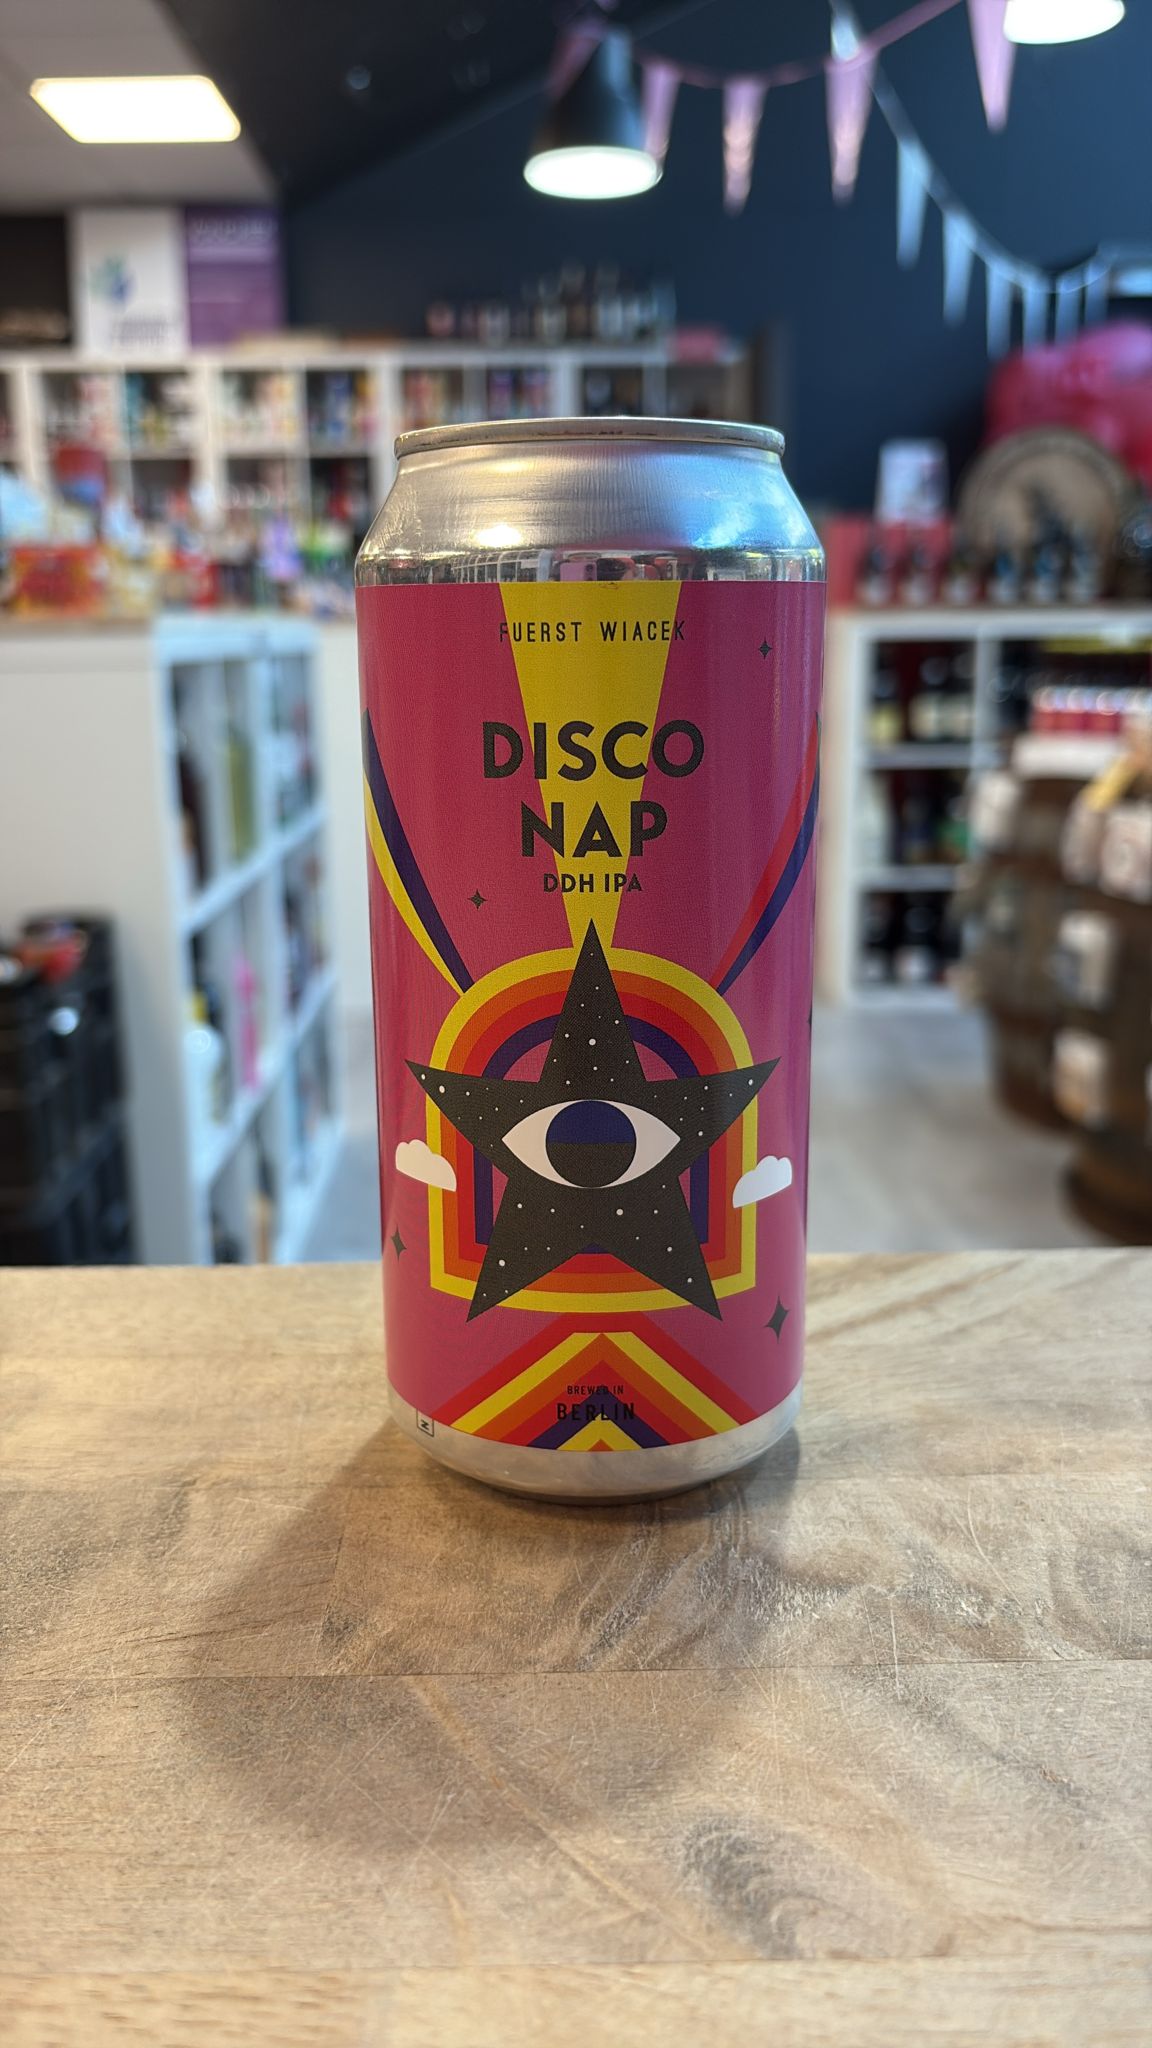 FUERST WIACEK
DISCO
NAP
DDH IPA
BREWED IN
BERLIN